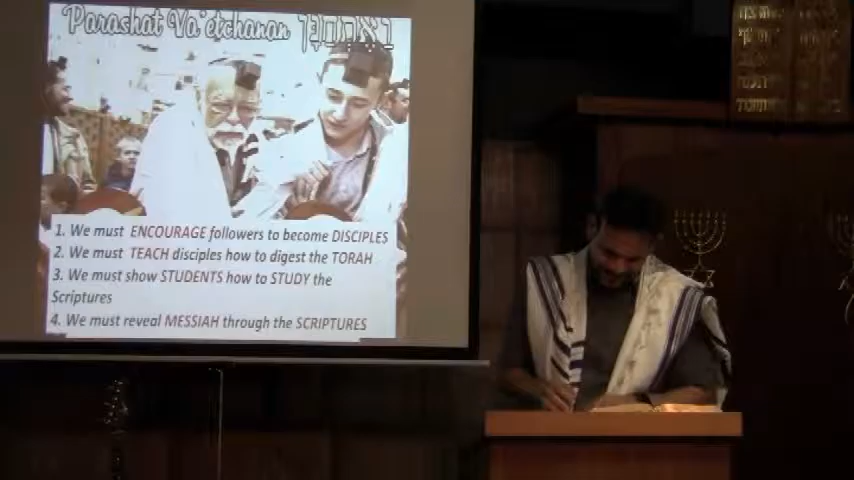 Parashat Va'etchanan וָאֶתְחַנַּן
1. We must ENCOURAGE followers to become DISCIPLES
2. We must TEACH disciples how to digest the TORAH
3. We must show STUDENTS how to STUDY the
Scriptures
4. We must reveal MESSIAH through the SCRIPTURES